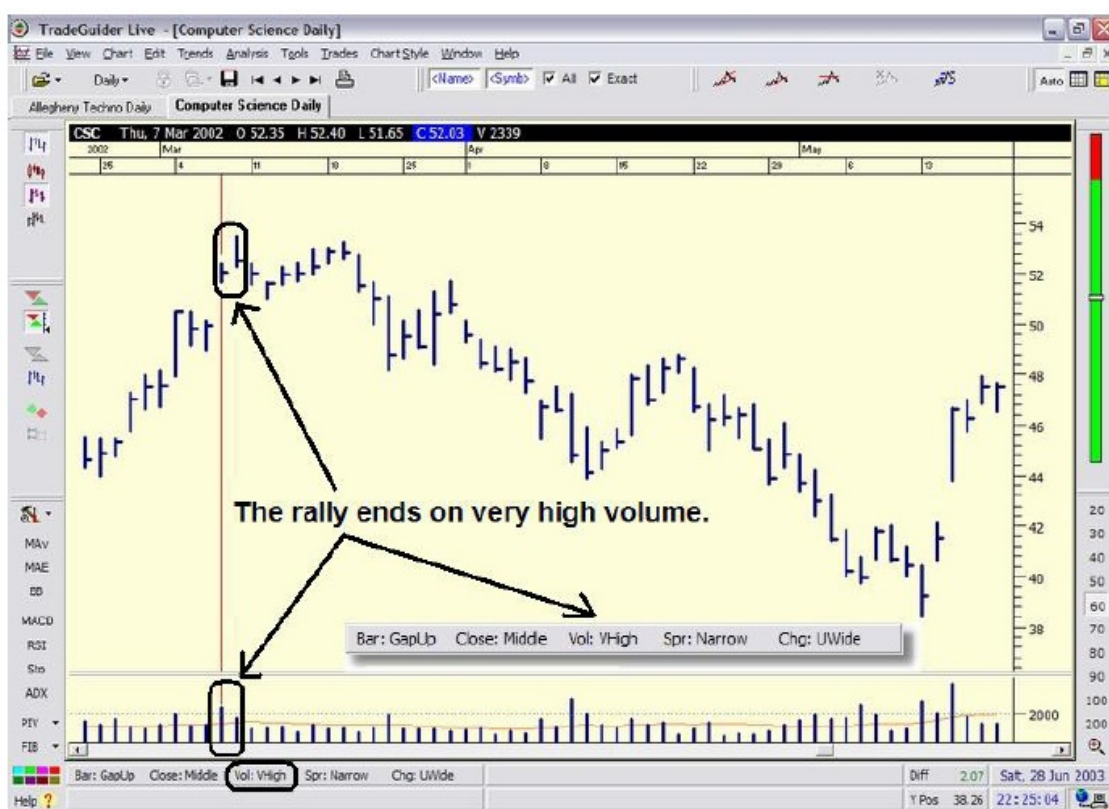 TradeGuider Live - [Computer Science Daily]
File View Chart Edit Trends Analysis Tools Trades Chart Style Window Help
Daily <Name> <Symb> All Exact Auto
Allegheny Techno Daily Computer Science Daily
CSC Thu, 7 Mar 2002 O 52.35 H 52.40 L 51.65 C 52.03 V 2339
2002 Mar Apr May
25 4 11 18 25 1 8 15 22 29 6 13
54
52
50
48
46
44
42
40
38
The rally ends on very high volume.
Bar: GapUp Close: Middle Vol: VHigh Spr: Narrow Chg: UWide
2000
MAv
MAE
BB
MACD
RSI
Sto
ADX
PIV
FIB
20
30
40
50
60
70
80
90
100
200
Bar: GapUp Close: Middle Vol: VHigh Spr: Narrow Chg: UWide Diff 2.07 Sat, 28 Jun 2003
Help ? Y Pos 38.26 22:25:04